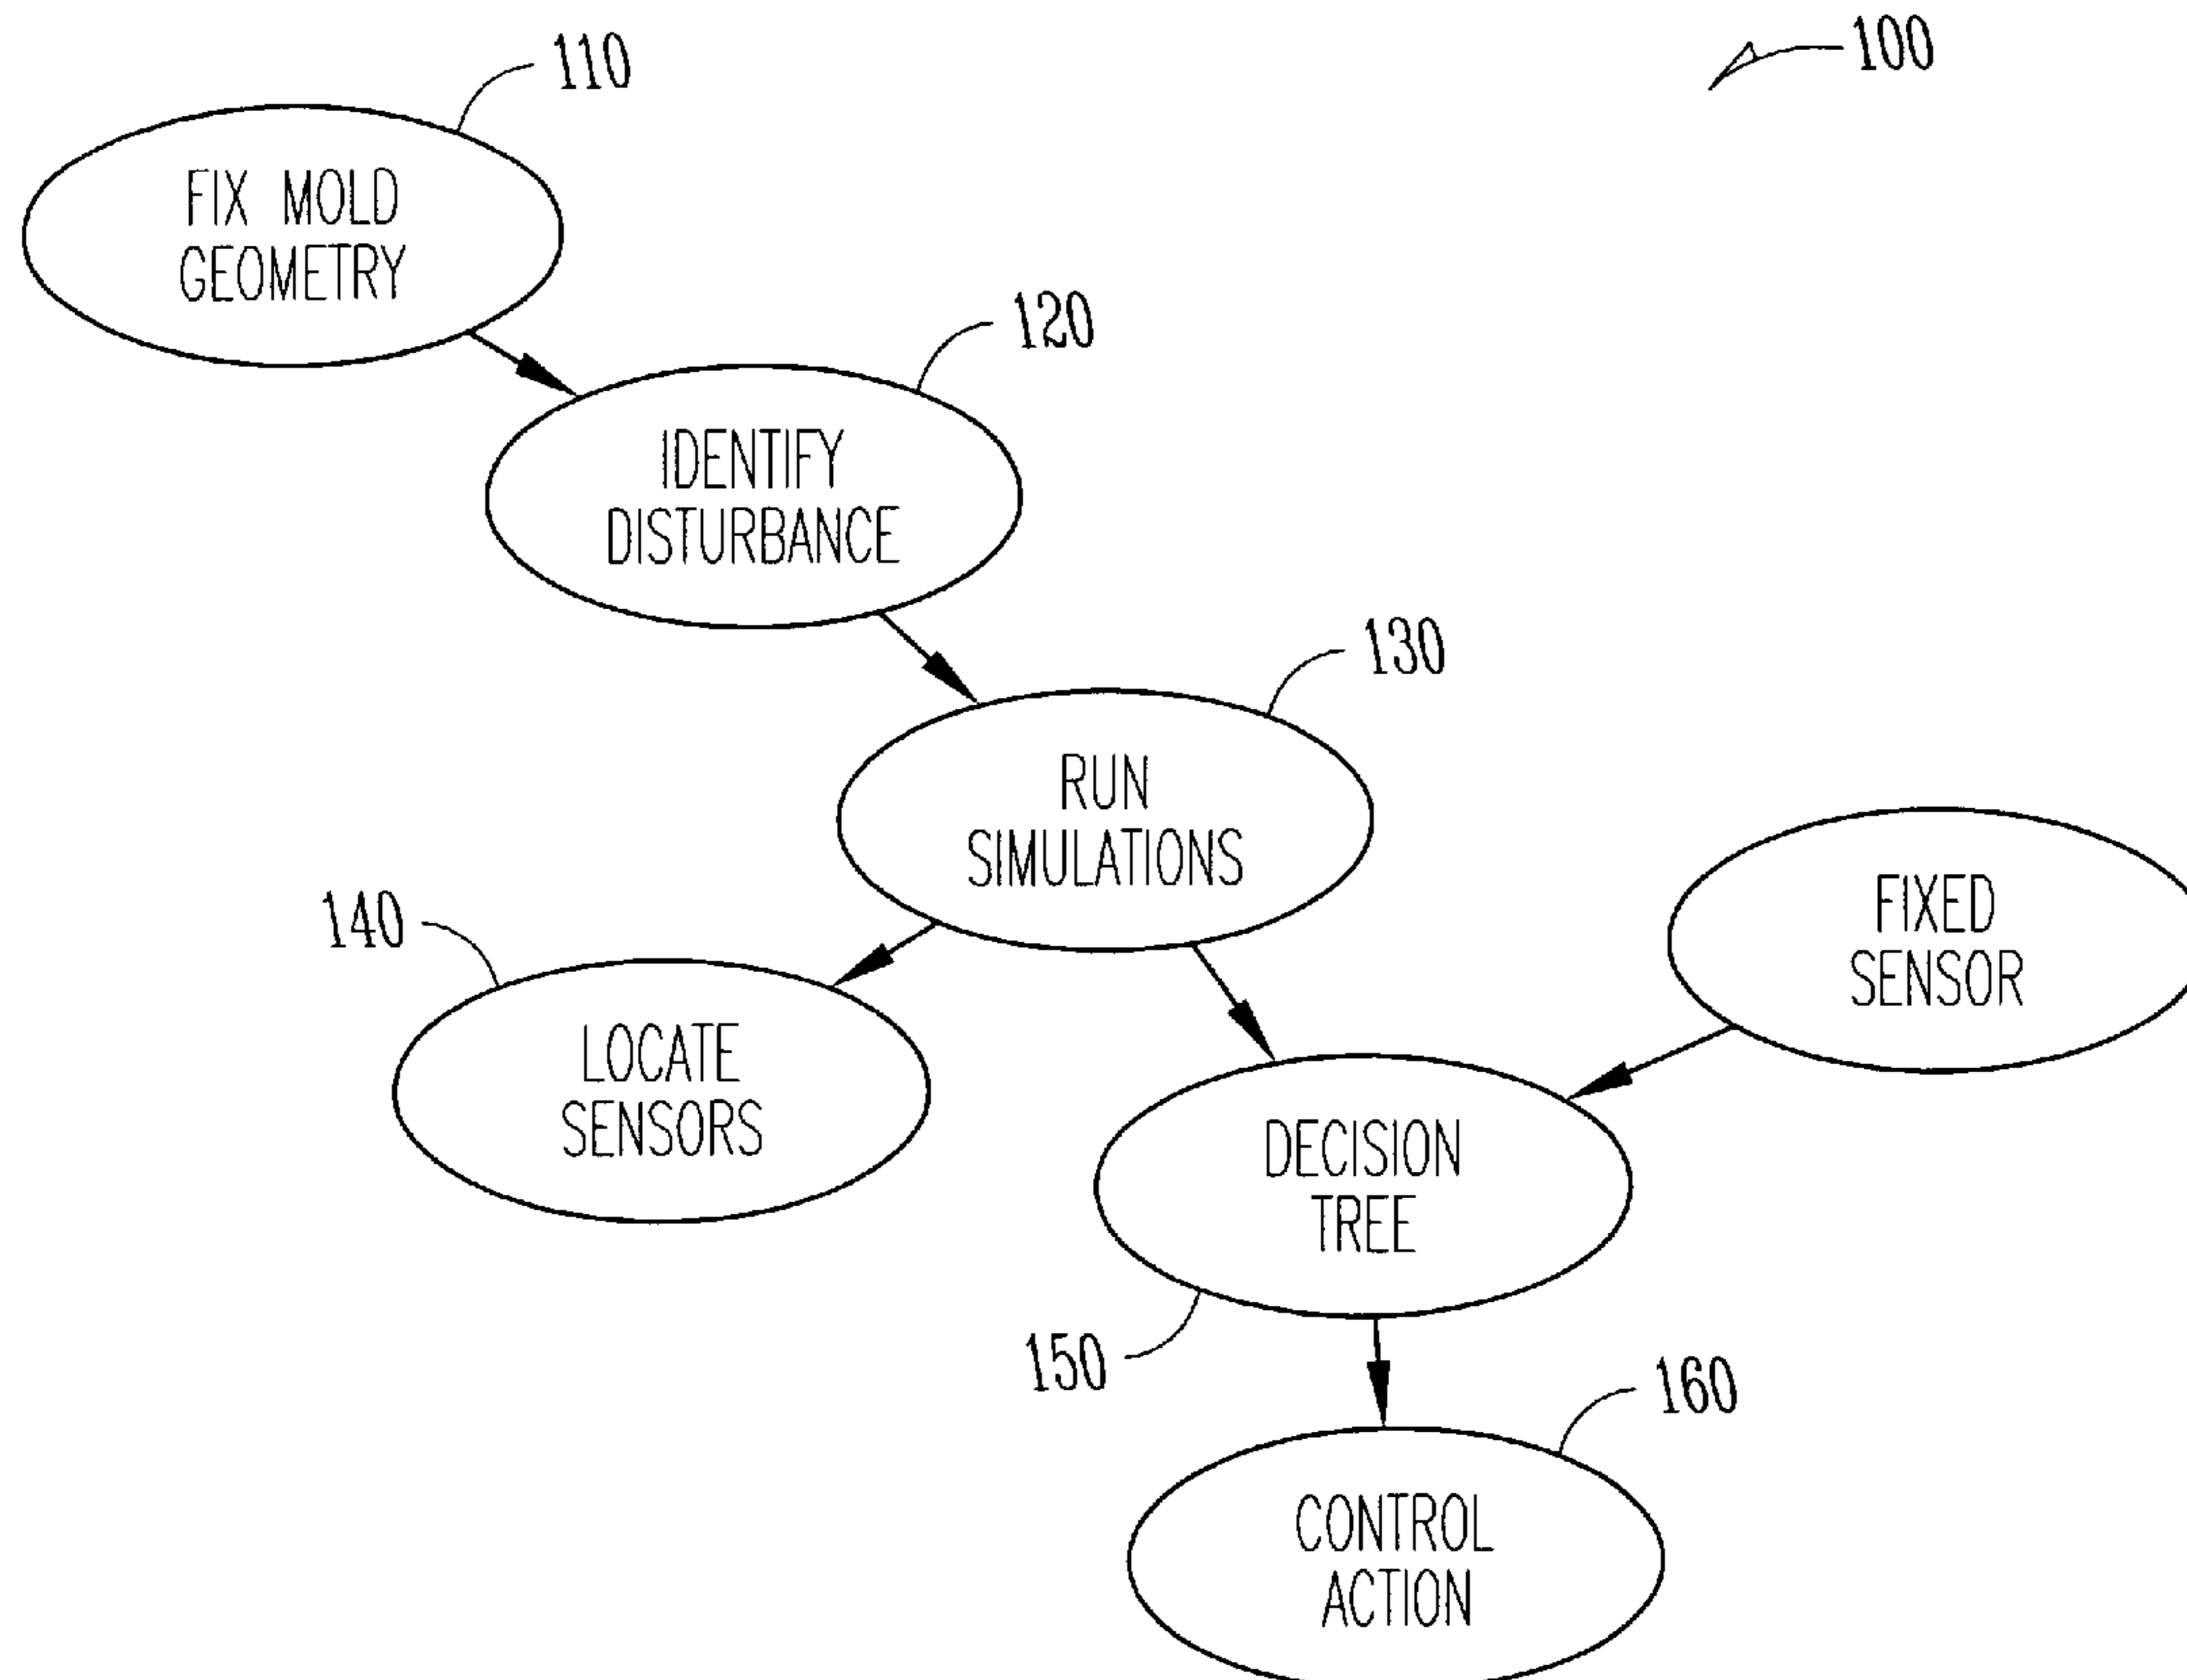 100
110
FIX MOLD
GEOMETRY
120
IDENTIFY
DISTURBANCE
130
RUN
SIMULATIONS
140
LOCATE
SENSORS
FIXED
SENSOR
DECISION
TREE
150
160
CONTROL
ACTION